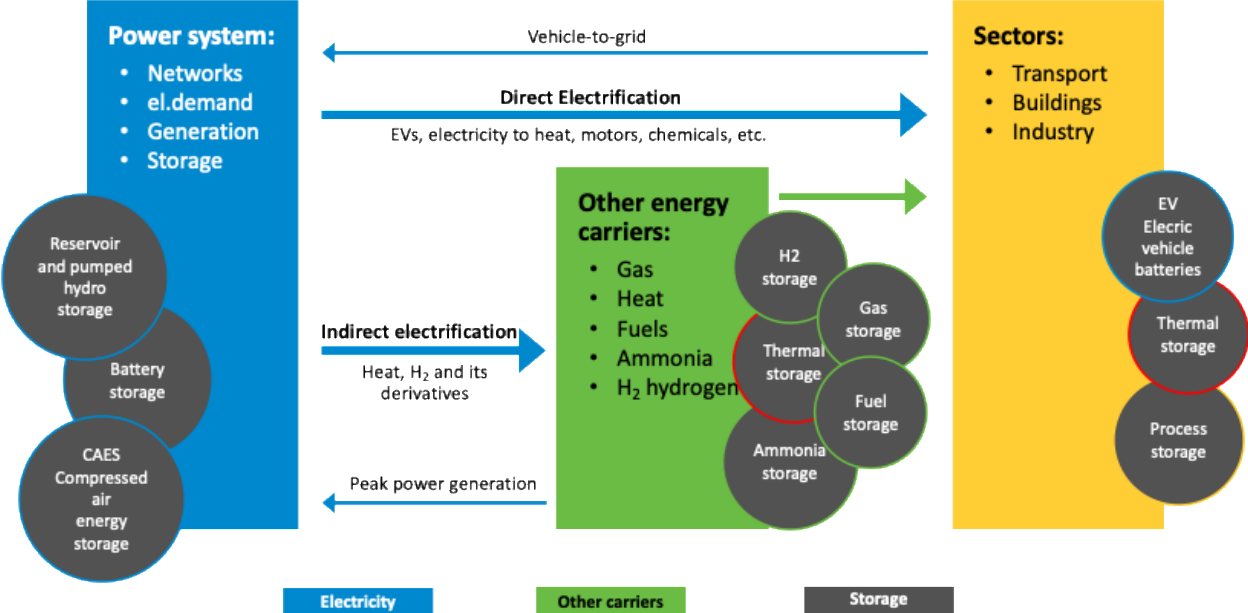 Power system:
• Networks
• el.demand
• Generation
• Storage
Reservoir
and pumped
hydro
storage
Battery
storage
CAES
Compressed
air
energy
storage
Vehicle-to-grid
Direct Electrification
EVs, electricity to heat, motors, chemicals, etc.
Indirect electrification
Heat, H₂ and its
derivatives
Peak power generation
Other energy
carriers:
• Gas
• Heat
• Fuels
• Ammonia
• H₂ hydrogen
H2
storage
Gas
storage
Thermal
storage
Fuel
storage
Ammonia
storage
Sectors:
• Transport
• Buildings
• Industry
EV
Elecric
vehicle
batteries
Thermal
storage
Process
storage
Electricity
Other carriers
Storage